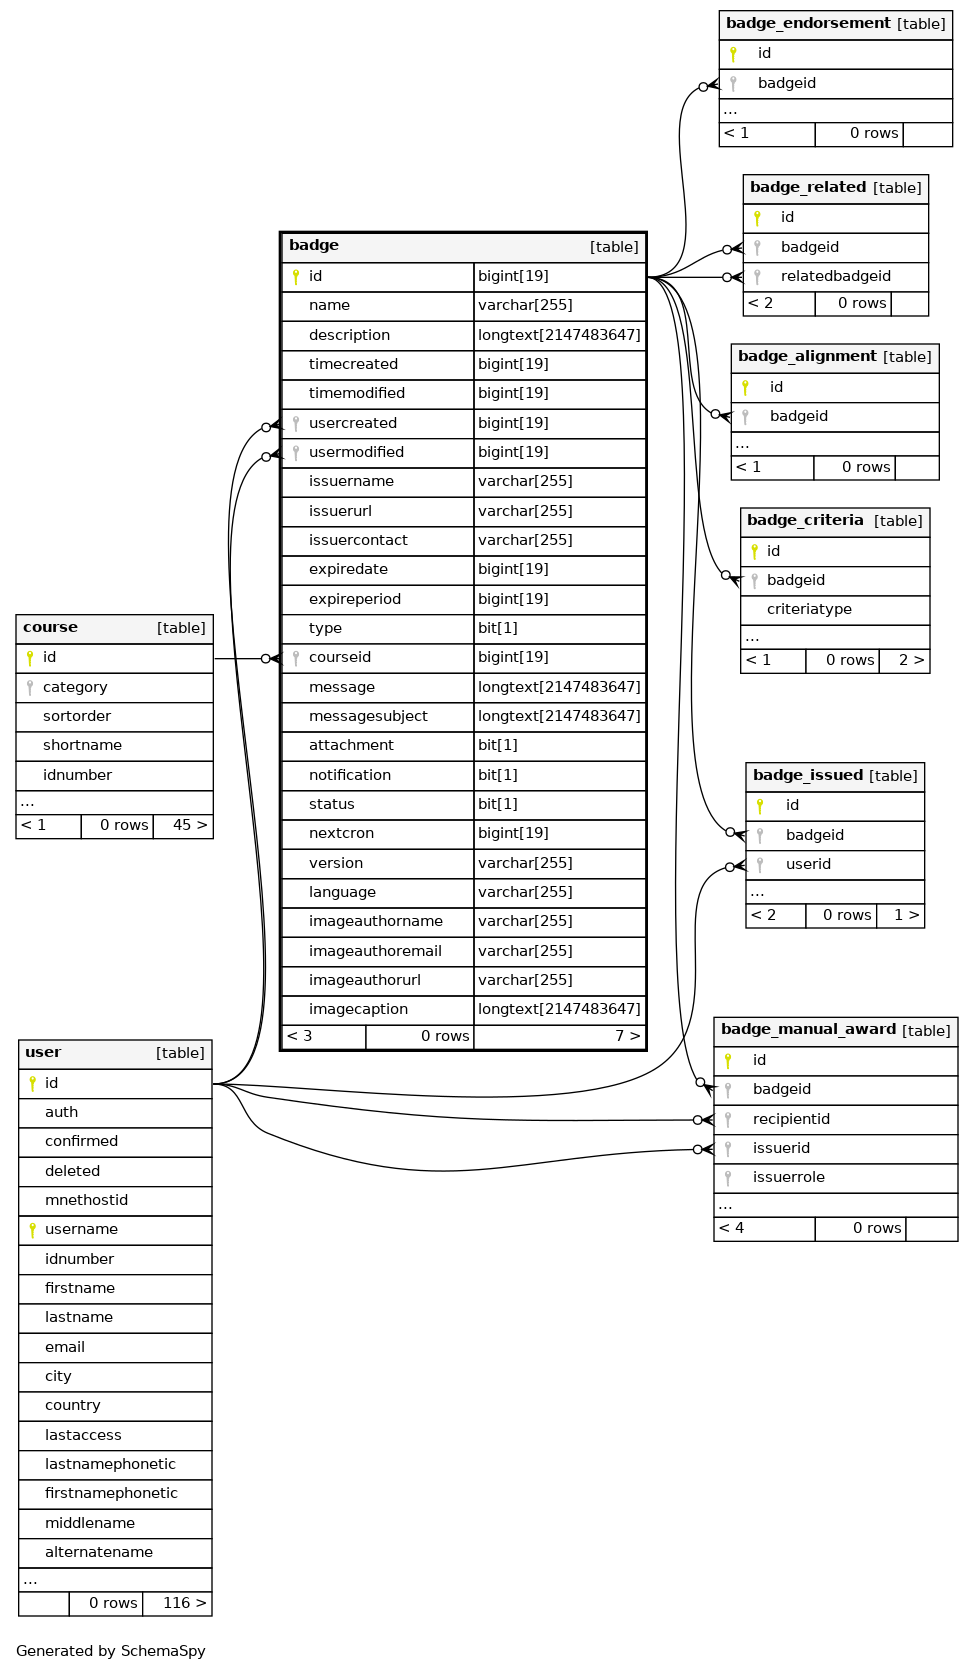 badge_endorsement [table]
id
badgeid
...
< 1 0 rows
badge_related [table]
id
badgeid
relatedbadgeid
< 2 0 rows
badge [table]
id bigint[19]
name varchar[255]
description longtext[2147483647]
timecreated bigint[19]
timemodified bigint[19]
usercreated bigint[19]
usermodified bigint[19]
issuername varchar[255]
issuerurl varchar[255]
issuercontact varchar[255]
expiredate bigint[19]
expireperiod bigint[19]
type bit[1]
courseid bigint[19]
message longtext[2147483647]
messagesubject longtext[2147483647]
attachment bit[1]
notification bit[1]
status bit[1]
nextcron bigint[19]
version varchar[255]
language varchar[255]
imageauthorname varchar[255]
imageauthoremail varchar[255]
imageauthorurl varchar[255]
imagecaption longtext[2147483647]
< 3 0 rows 7 >
badge_alignment [table]
id
badgeid
...
< 1 0 rows
badge_criteria [table]
id
badgeid
criteriatype
...
< 1 0 rows 2 >
course [table]
id
category
sortorder
shortname
idnumber
...
< 1 0 rows 45 >
badge_issued [table]
id
badgeid
userid
...
< 2 0 rows 1 >
badge_manual_award [table]
id
badgeid
recipientid
issuerid
issuerrole
...
< 4 0 rows
user [table]
id
auth
confirmed
deleted
mnethostid
username
idnumber
firstname
lastname
email
city
country
lastaccess
lastnamephonetic
firstnamephonetic
middlename
alternatename
...
0 rows 116 >
Generated by SchemaSpy